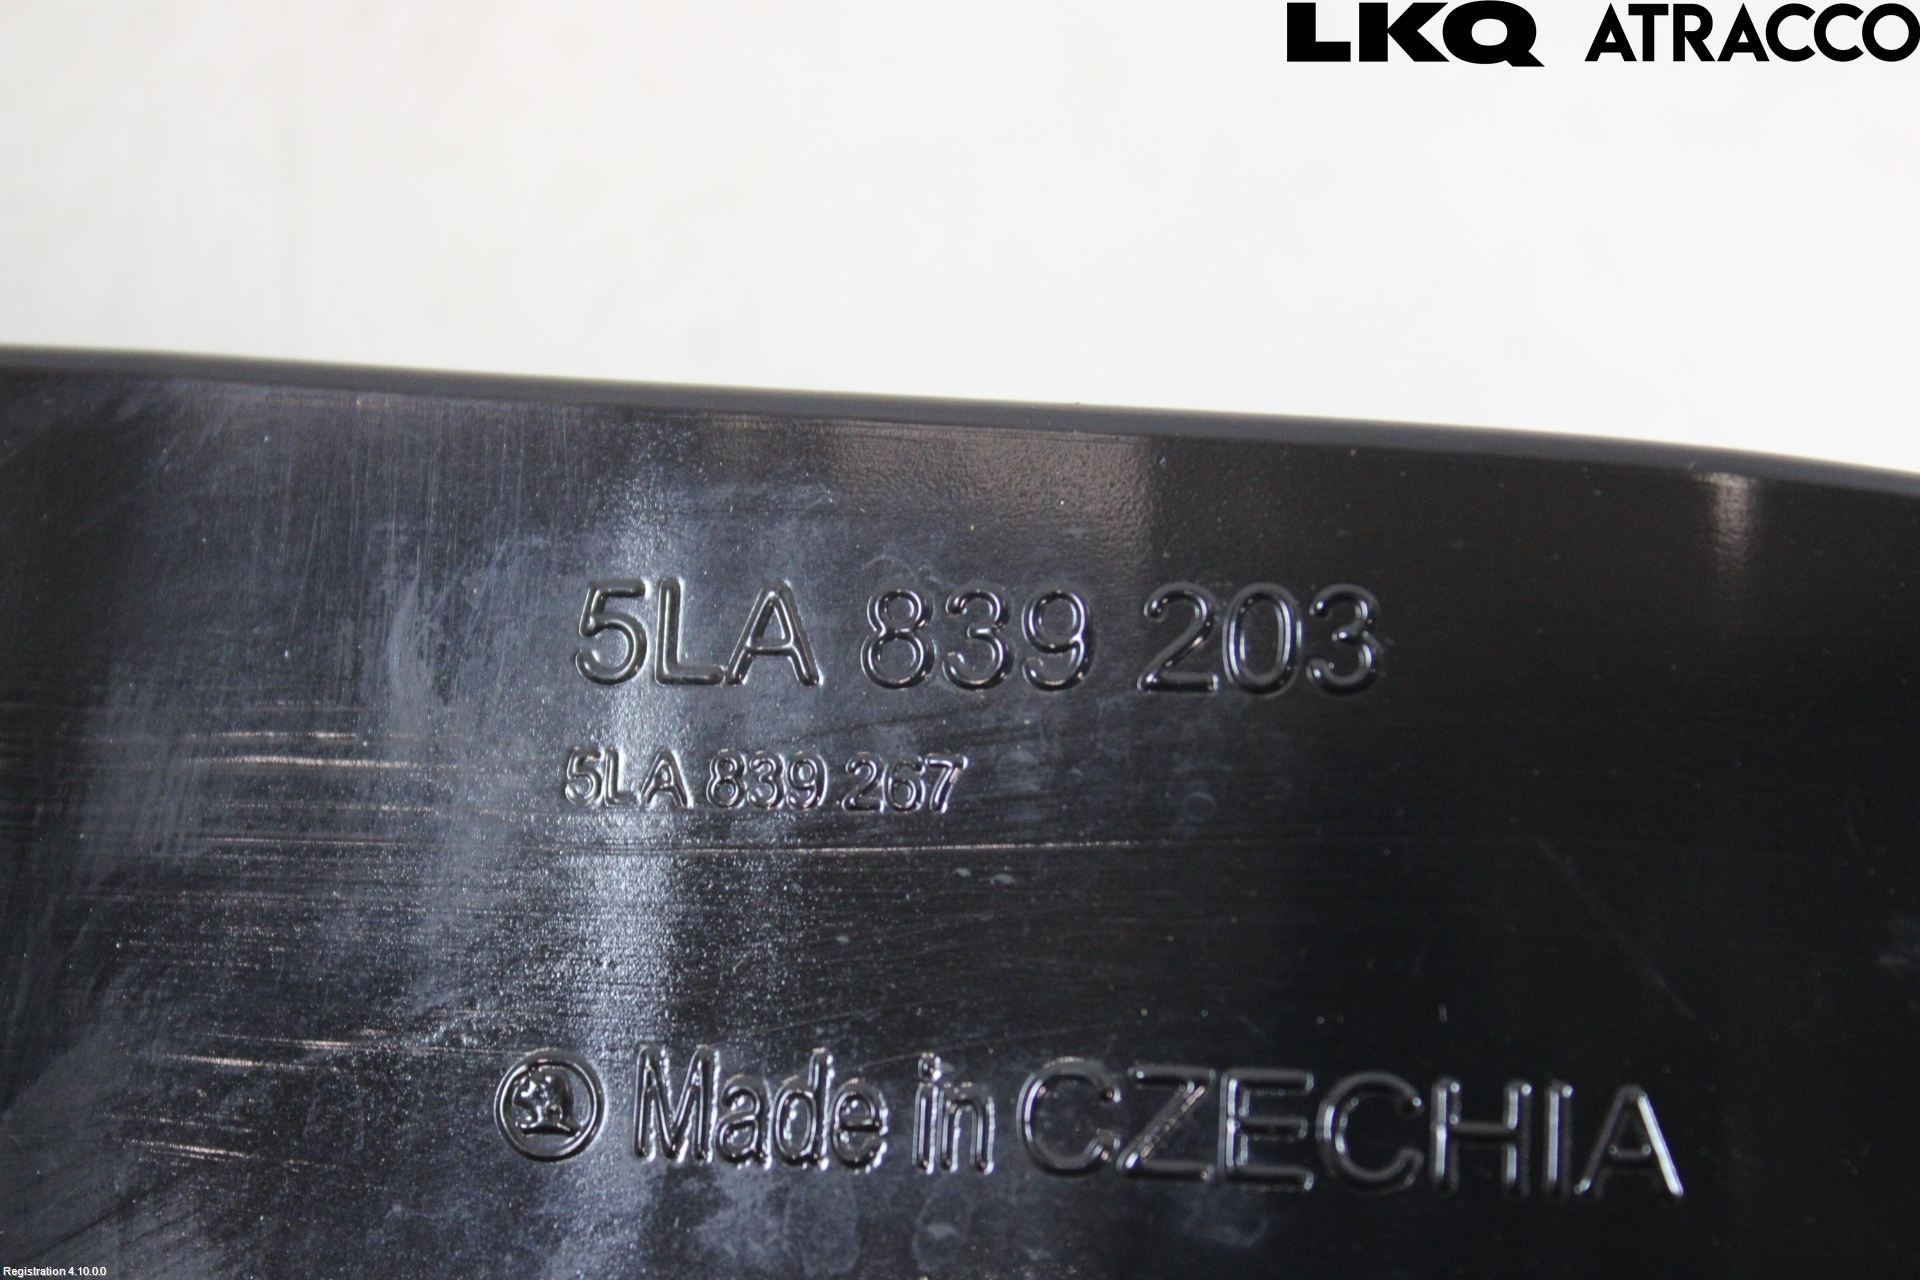 LKQ ATRACCO
5LA 839 203
5LA 839 267
Made in CZECHIA
Registration 4.10.0.0